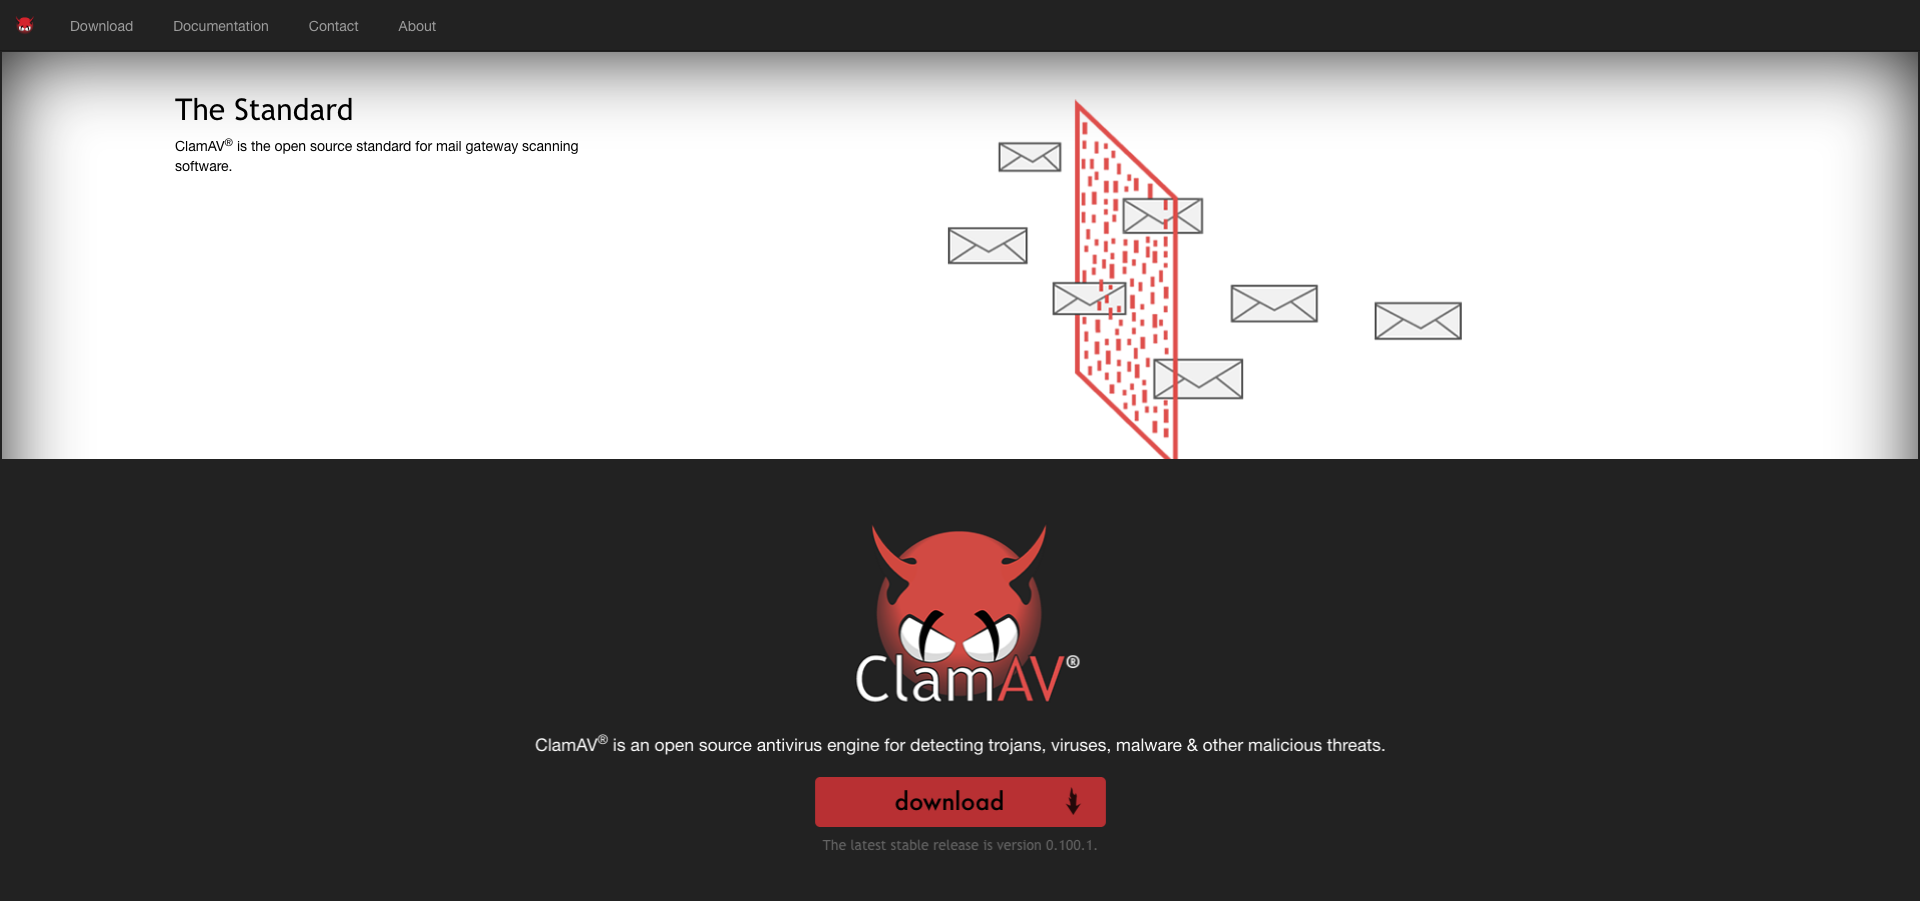 Download Documentation Contact About
The Standard
ClamAV® is the open source standard for mail gateway scanning
software.
ClamAV®
ClamAV® is an open source antivirus engine for detecting trojans, viruses, malware & other malicious threats.
download
The latest stable release is version 0.100.1.